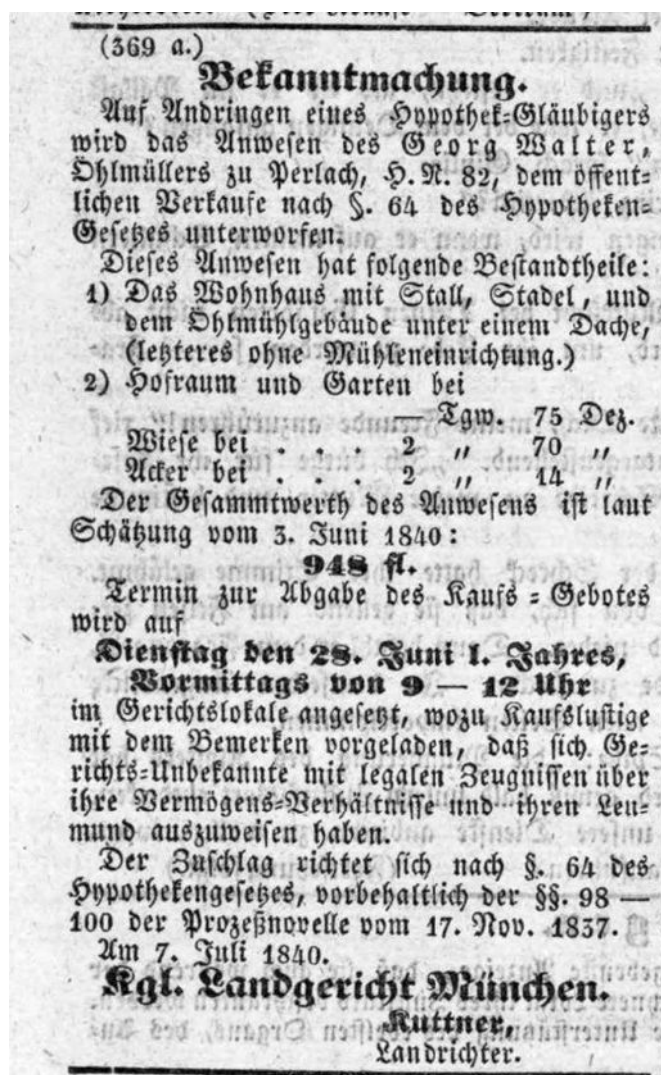 (369 a.)
Bekanntmachung.
Auf Andringen eines Hypothek=Gläubigers
wird das Anwesen des Georg Walter,
Öhlmüllers zu Perlach, H. N. 82, dem öffent=
lichen Verkaufe nach §. 64 des Hypotheken=
Gesetzes unterworfen.
Dieses Anwesen hat folgende Bestandtheile:
1) Das Wohnhaus mit Stall, Stadel, und
dem Öhlmühlgebäude unter einem Dache,
(letzteres ohne Mühleneinrichtung.)
2) Hofraum und Garten bei
— Tgw. 75 Dez.
Wiese bei . . . 2 „ 70 „
Acker bei . . . 2 „ 14 „
Der Gesammtwerth des Anwesens ist laut
Schätzung vom 3. Juni 1840:
948 fl.
Termin zur Abgabe des Kaufs=Gebotes
wird auf
Dienstag den 28. Juni l. Jahres,
Vormittags von 9 — 12 Uhr
im Gerichtslokale angesetzt, wozu Kaufslustige
mit dem Bemerken vorgeladen, daß sich Ge=
richts=Unbekannte mit legalen Zeugnissen über
ihre Vermögens=Verhältnisse und ihren Leu=
mund auszuweisen haben.
Der Zuschlag richtet sich nach §. 64 des
Hypothekengesetzes, vorbehaltlich der §§. 98 —
100 der Prozeßnovelle vom 17. Nov. 1837.
Am 7. Juli 1840.
Kgl. Landgericht München.
Kuttner,
Landrichter.